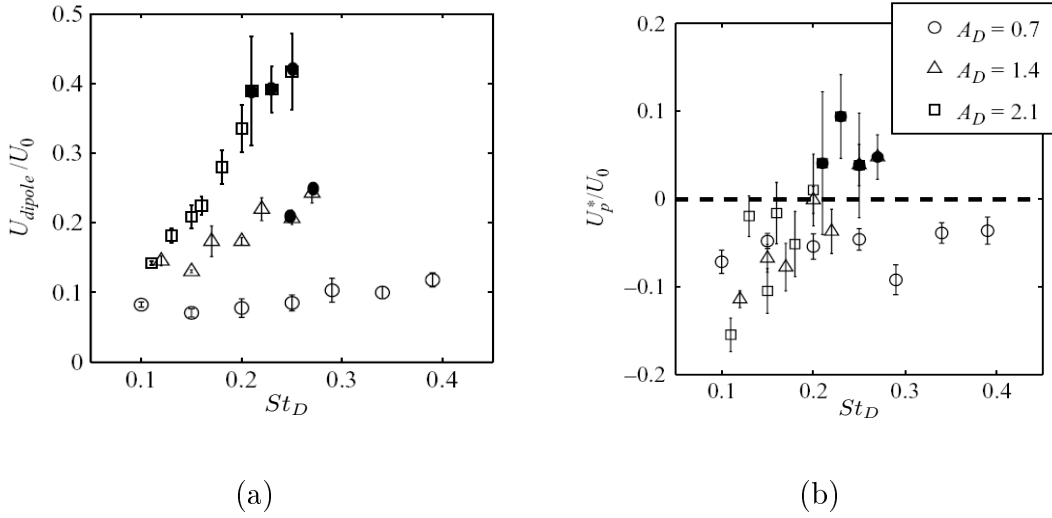 0.5
0.4
0.3
0.2
0.1
0
0.1 0.2 0.3 0.4
U_dipole/U_0
St_D
(a)
0.2
0.1
0
−0.1
−0.2
0.1 0.2 0.3 0.4
U_p^*/U_0
St_D
A_D = 0.7
A_D = 1.4
A_D = 2.1
(b)